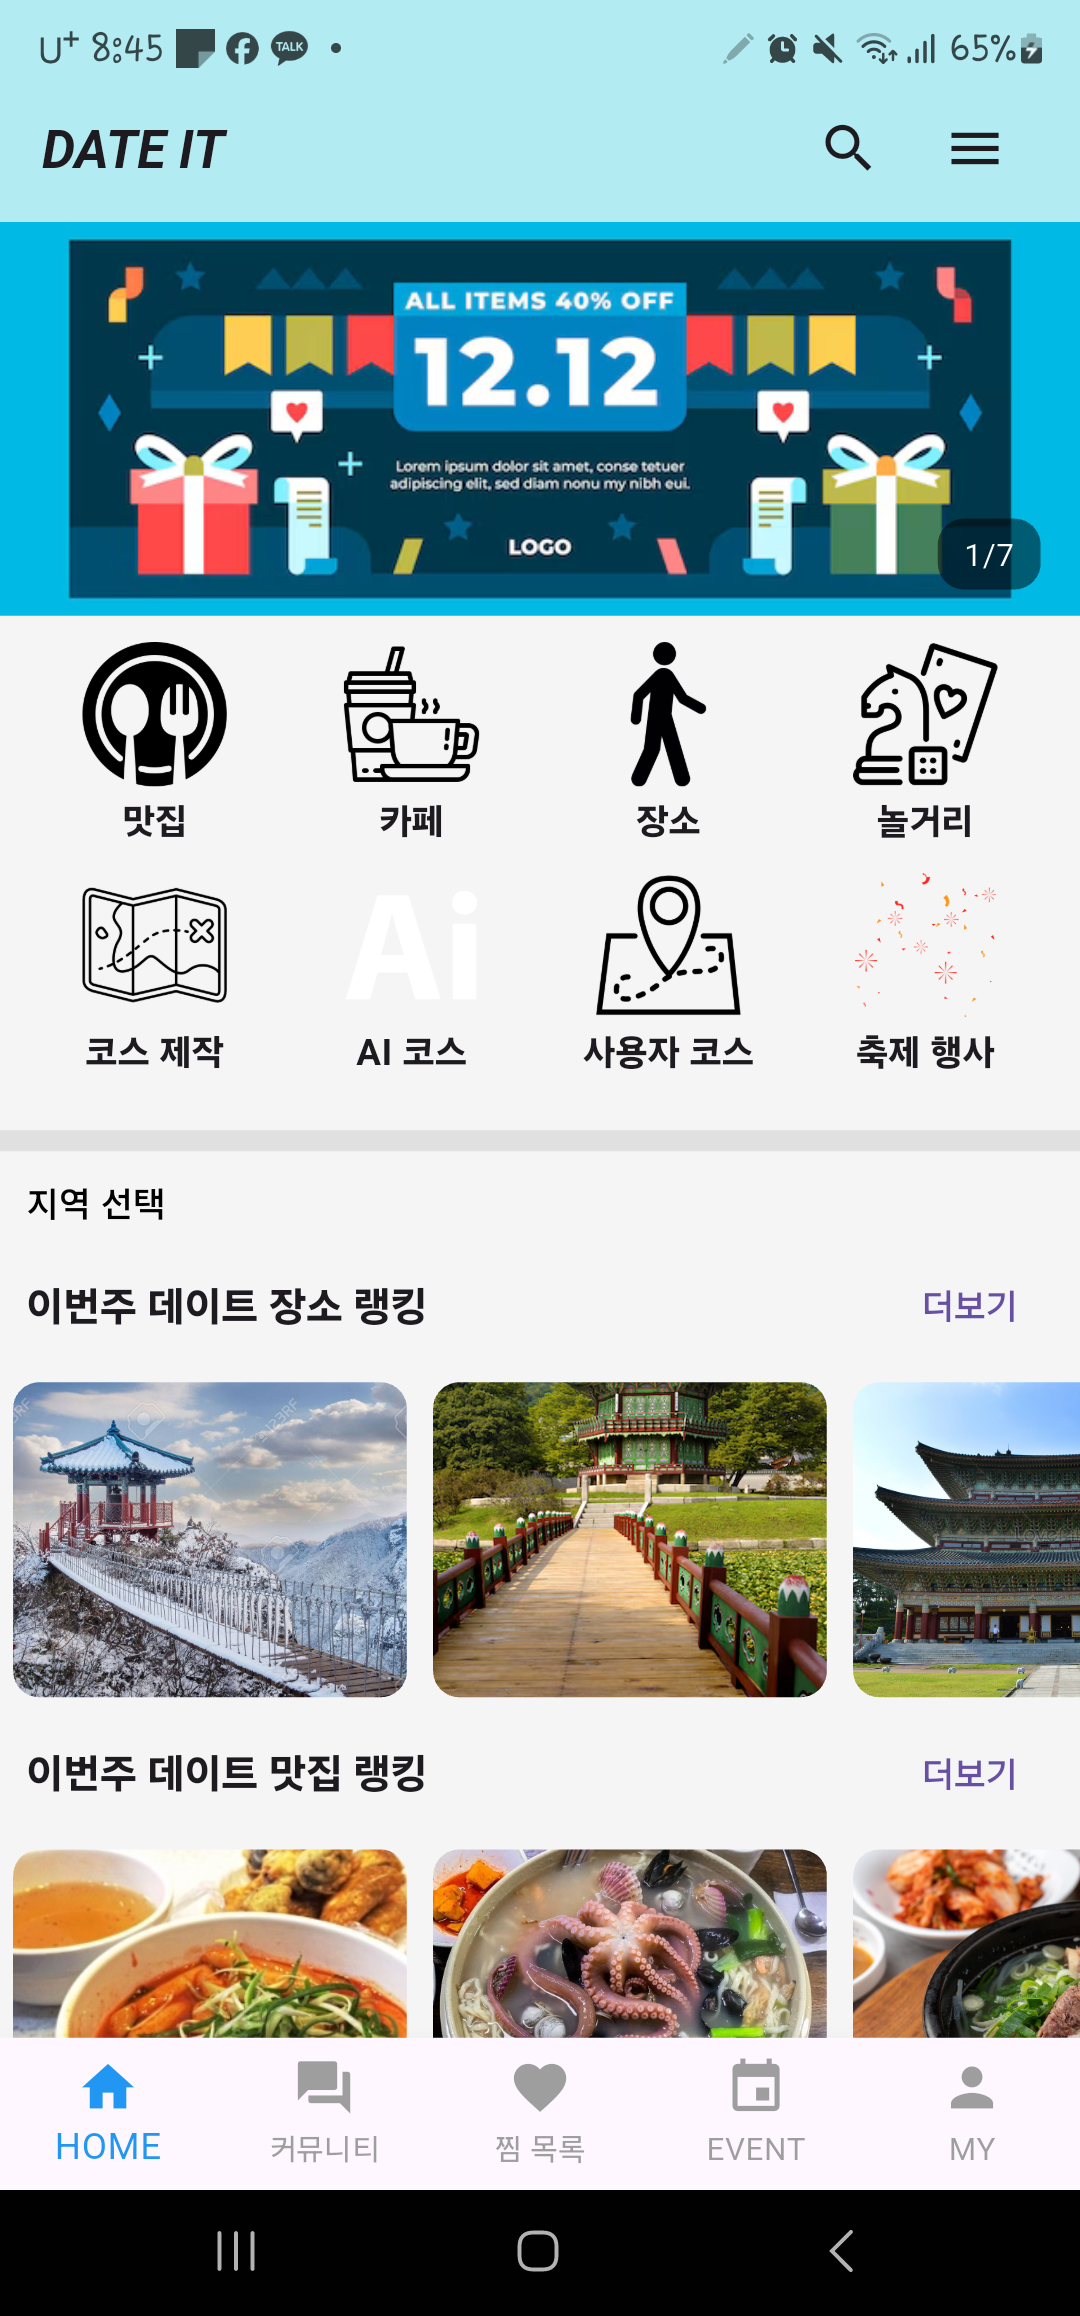 U+ 8:45 TALK 65%
DATE IT
ALL ITEMS 40% OFF
12.12
Lorem ipsum dolor sit amet, conse tetuer
adipiscing elit, sed diam nonu my nibh eui.
LOGO
1/7
맛집 카페 장소 놀거리
Ai
코스 제작 AI 코스 사용자 코스 축제 행사
지역 선택
이번주 데이트 장소 랭킹 더보기
123RF
이번주 데이트 맛집 랭킹 더보기
HOME 커뮤니티 찜 목록 EVENT MY